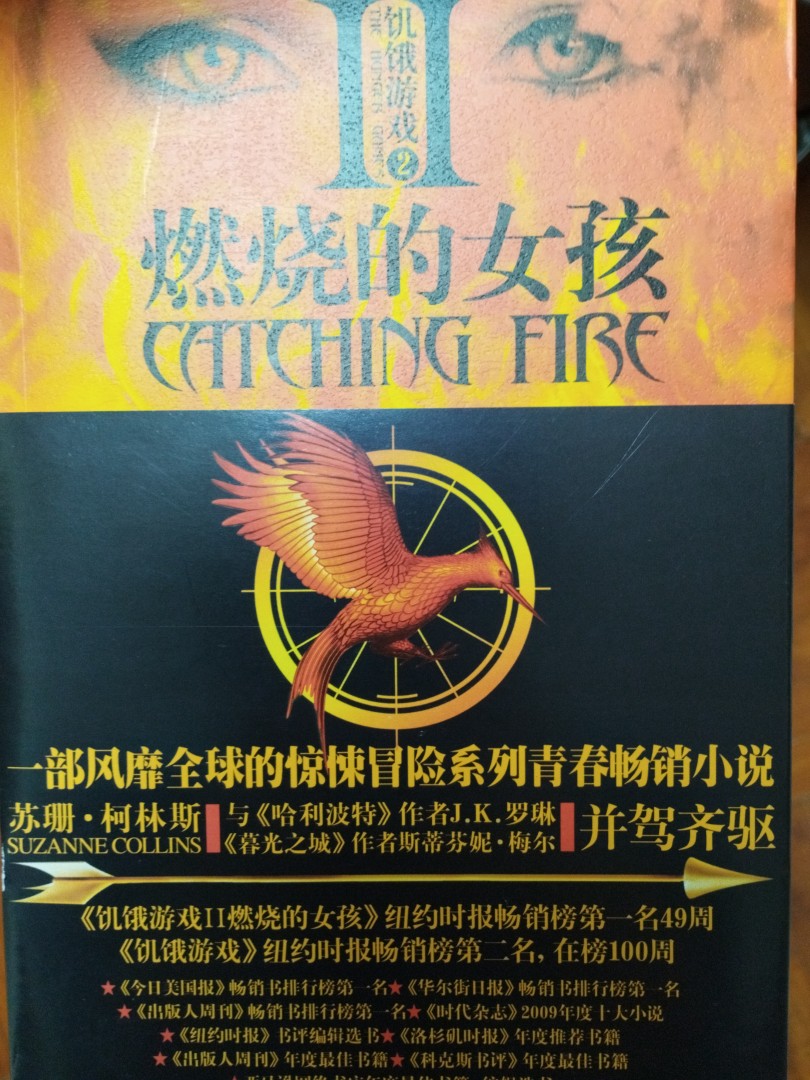 II
饥饿游戏2
THE HUNGER GAMES
燃烧的女孩
CATCHING FIRE
一部风靡全球的惊悚冒险系列青春畅销小说
苏珊·柯林斯
SUZANNE COLLINS
与《哈利波特》作者J.K.罗琳
《暮光之城》作者斯蒂芬妮·梅尔
并驾齐驱
《饥饿游戏II燃烧的女孩》纽约时报畅销榜第一名49周
《饥饿游戏》纽约时报畅销榜第二名,在榜100周
★《今日美国报》畅销书排行榜第一名★《华尔街日报》畅销书排行榜第一名
★《出版人周刊》畅销书排行榜第一名★《时代杂志》2009年度十大小说
★《纽约时报》书评编辑选书★《洛杉矶时报》年度推荐书籍
★《出版人周刊》年度最佳书籍★《科克斯书评》年度最佳书籍